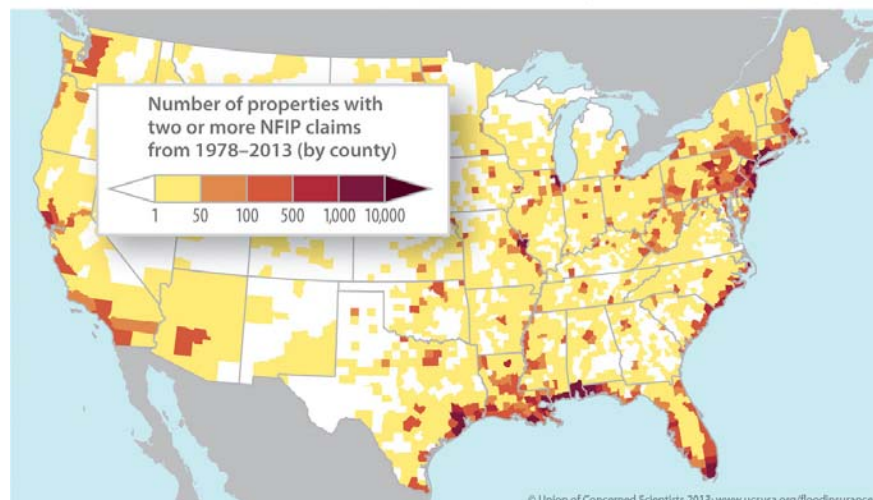 Number of properties with
two or more NFIP claims
from 1978–2013 (by county)
1 50 100 500 1,000 10,000
© Union of Concerned Scientists 2013; www.ucsusa.org/floodinsurance